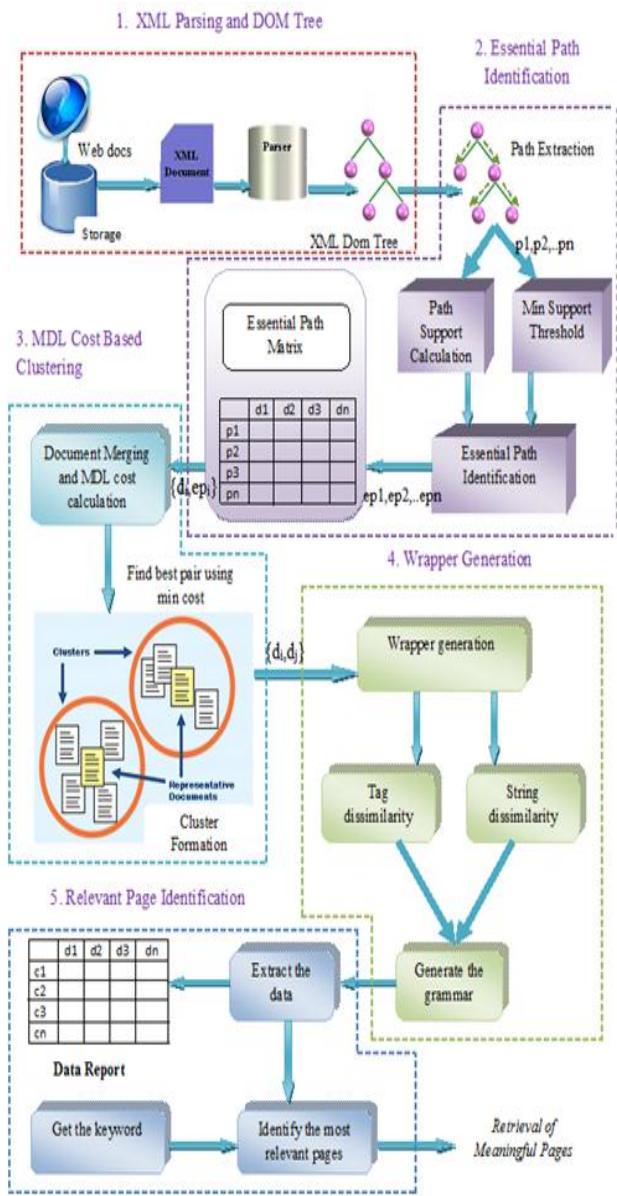 1. XML Parsing and DOM Tree
2. Essential Path
Identification
Web docs
XML
Document
Parser
Path Extraction
Storage
XML Dom Tree
p1,p2,..pn
Essential Path
Matrix
Path
Support
Calculation
Min Support
Threshold
3. MDL Cost Based
Clustering
d1 d2 d3 dn
p1
p2
p3
pn
Document Merging
and MDL cost
calculation
{di,epi}
ep1,ep2,..epn
Essential Path
Identification
4. Wrapper Generation
Find best pair using
min cost
{di,dj}
Wrapper generation
Clusters
Representative
Documents
Cluster
Formation
Tag
dissimilarity
String
dissimilarity
5. Relevant Page Identification
d1 d2 d3 dn
c1
c2
c3
cn
Extract the
data
Generate the
grammar
Data Report
Get the keyword
Identify the most
relevant pages
Retrieval of
Meaningful Pages